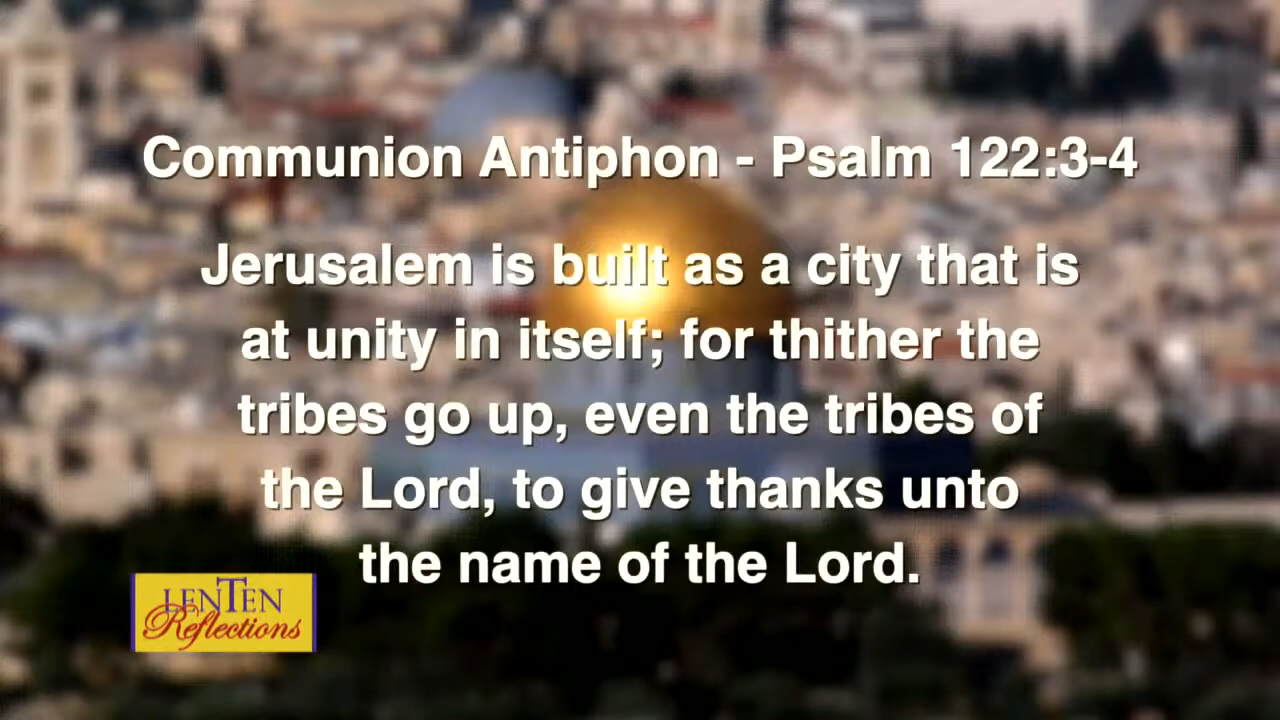 Communion Antiphon - Psalm 122:3-4
Jerusalem is built as a city that is
at unity in itself; for thither the
tribes go up, even the tribes of
the Lord, to give thanks unto
the name of the Lord.
LENTEN
Reflections